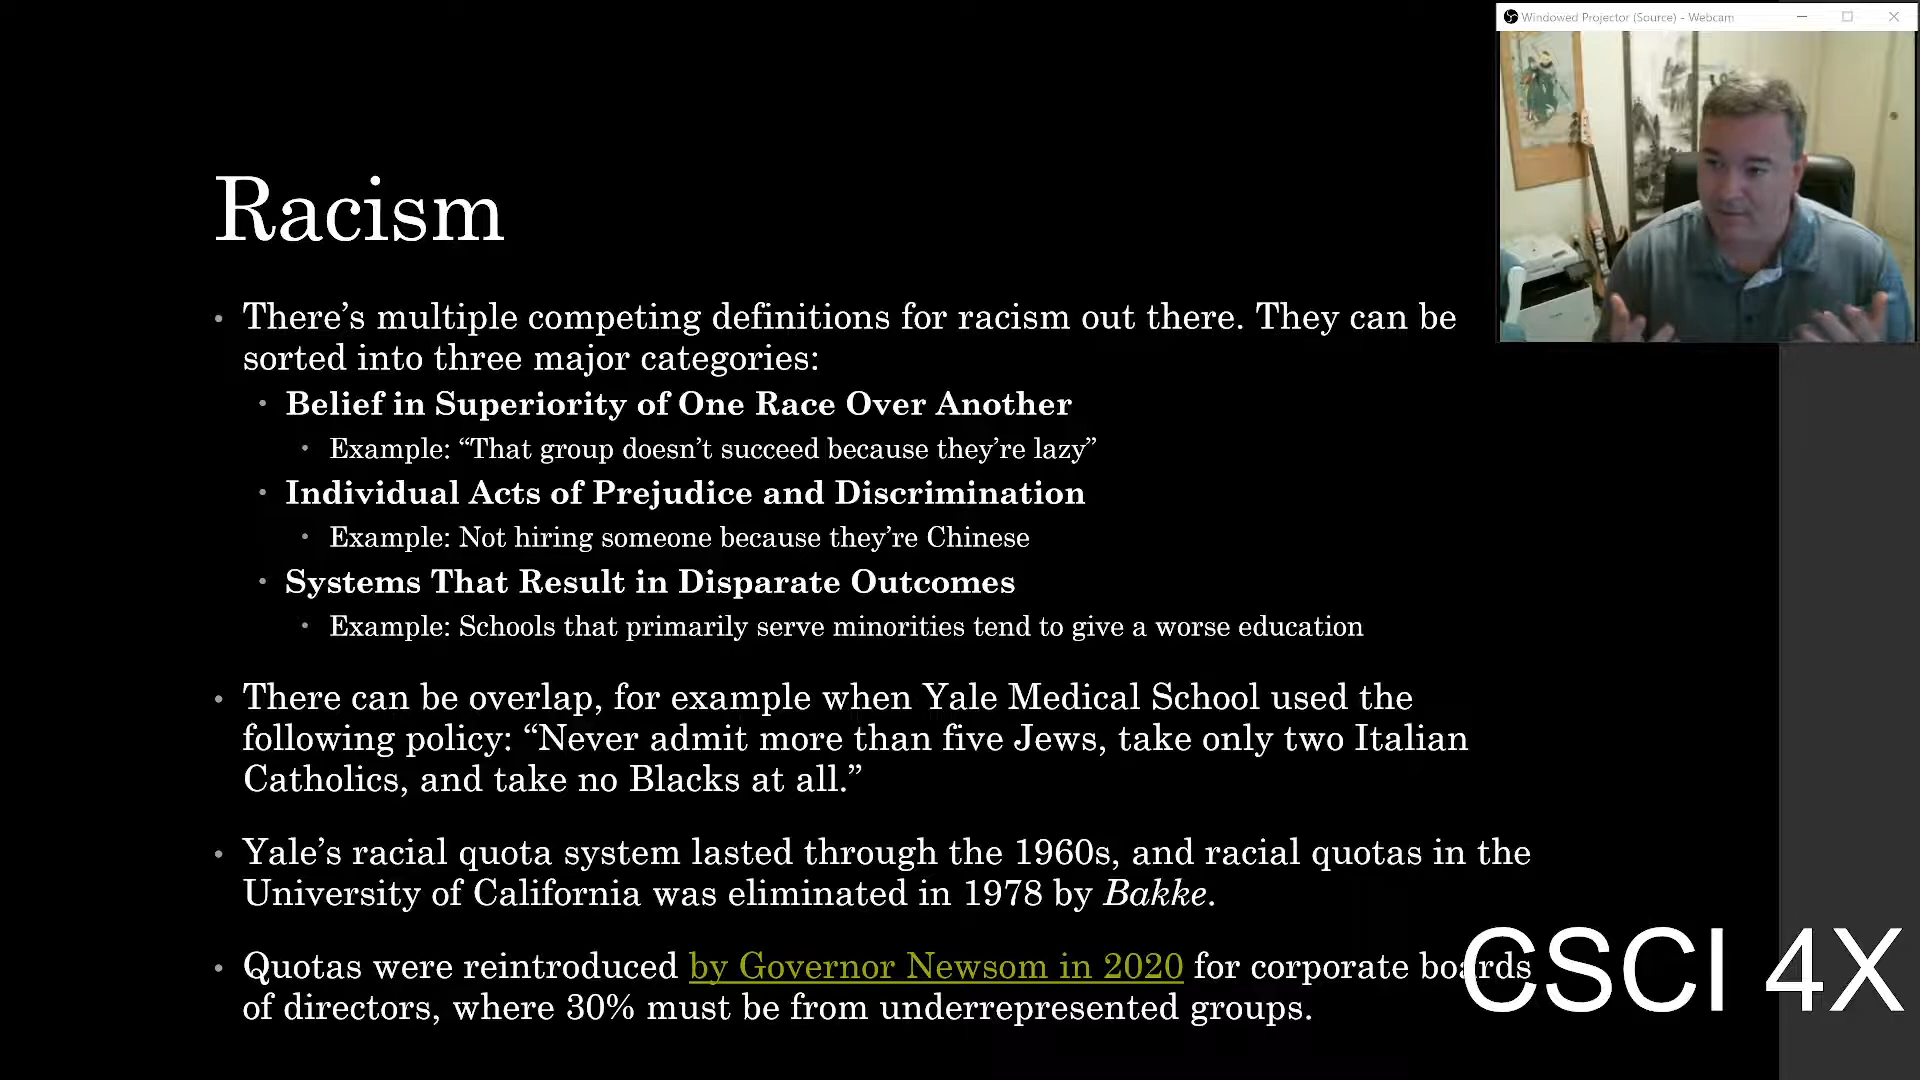 Windowed Projector (Source) - Webcam
Racism
• There’s multiple competing definitions for racism out there. They can be
sorted into three major categories:
• Belief in Superiority of One Race Over Another
• Example: “That group doesn’t succeed because they’re lazy”
• Individual Acts of Prejudice and Discrimination
• Example: Not hiring someone because they’re Chinese
• Systems That Result in Disparate Outcomes
• Example: Schools that primarily serve minorities tend to give a worse education
• There can be overlap, for example when Yale Medical School used the
following policy: “Never admit more than five Jews, take only two Italian
Catholics, and take no Blacks at all.”
• Yale’s racial quota system lasted through the 1960s, and racial quotas in the
University of California was eliminated in 1978 by Bakke.
• Quotas were reintroduced by Governor Newsom in 2020 for corporate boards
of directors, where 30% must be from underrepresented groups.
CSCI 4X